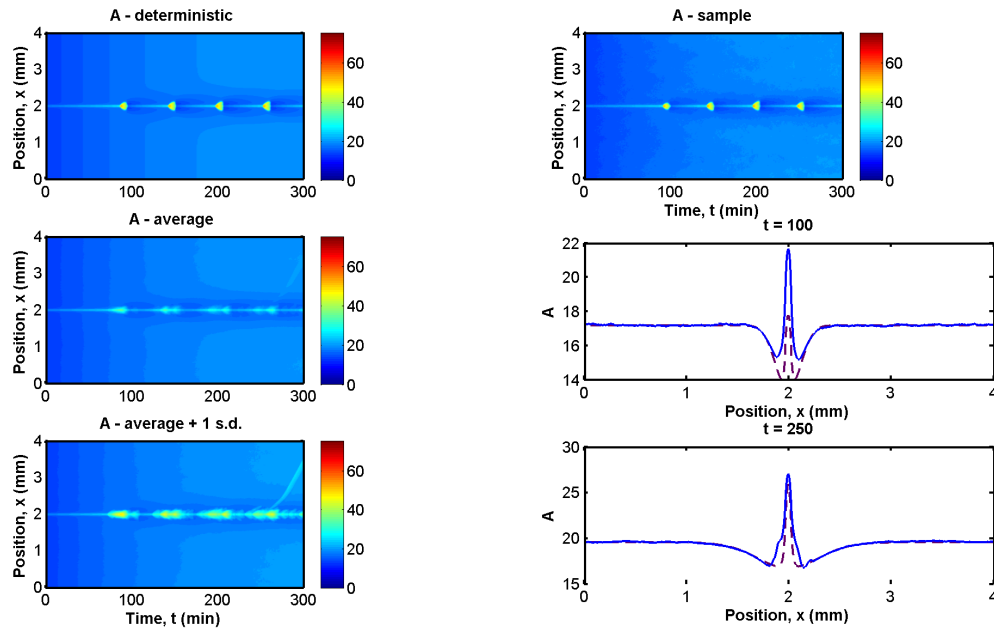 A - deterministic
Position, x (mm)
4
3
2
1
0
0 100 200 300
60
40
20
0
A - sample
Position, x (mm)
4
3
2
1
0
0 100 200 300
Time, t (min)
60
40
20
0
A - average
Position, x (mm)
4
3
2
1
0
0 100 200 300
60
40
20
0
t = 100
A
22
20
18
16
14
0 1 2 3 4
Position, x (mm)
A - average + 1 s.d.
Position, x (mm)
4
3
2
1
0
0 100 200 300
Time, t (min)
60
40
20
0
t = 250
A
30
25
20
15
0 1 2 3 4
Position, x (mm)